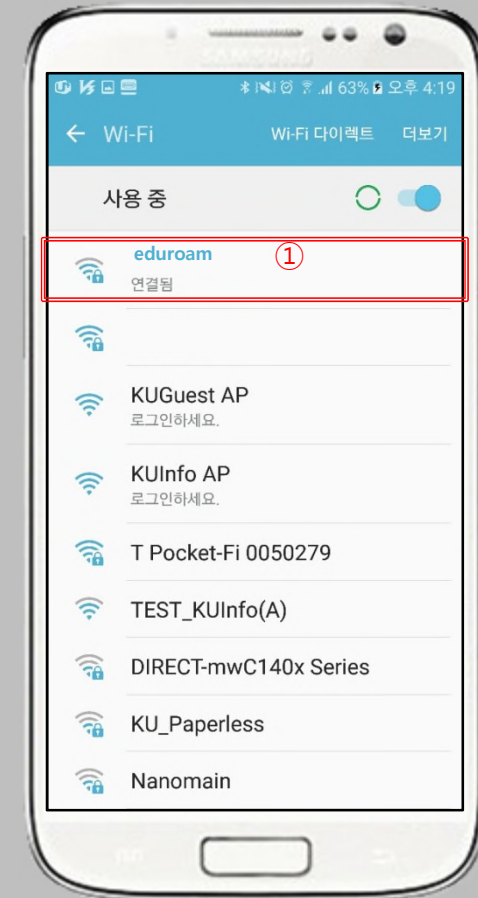 SAMSUNG
63% 오후 4:19
Wi-Fi Wi-Fi 다이렉트 더보기
사용 중
eduroam ①
연결됨
KUGuest AP
로그인하세요.
KUInfo AP
로그인하세요.
T Pocket-Fi 0050279
TEST_KUInfo(A)
DIRECT-mwC140x Series
KU_Paperless
Nanomain